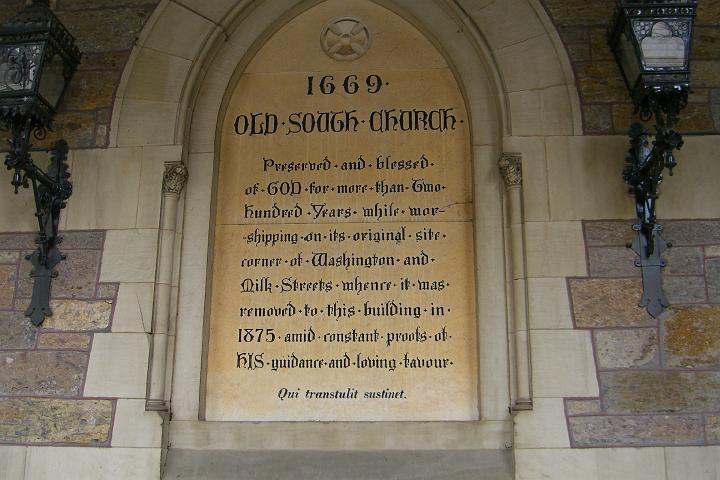 1669.
OLD · SOUTH · CHURCH.
Preserved · and · blessed ·
of · GOD · for · more · than · Two ·
hundred · Years · while · wor-
-shipping · on · its · original · site ·
corner · of · Washington · and ·
Milk · Streets · whence · it · was ·
removed · to · this · building · in ·
1875 · amid · constant · proofs · of ·
HIS · guidance · and · loving · favour.
Qui transtulit sustinet.